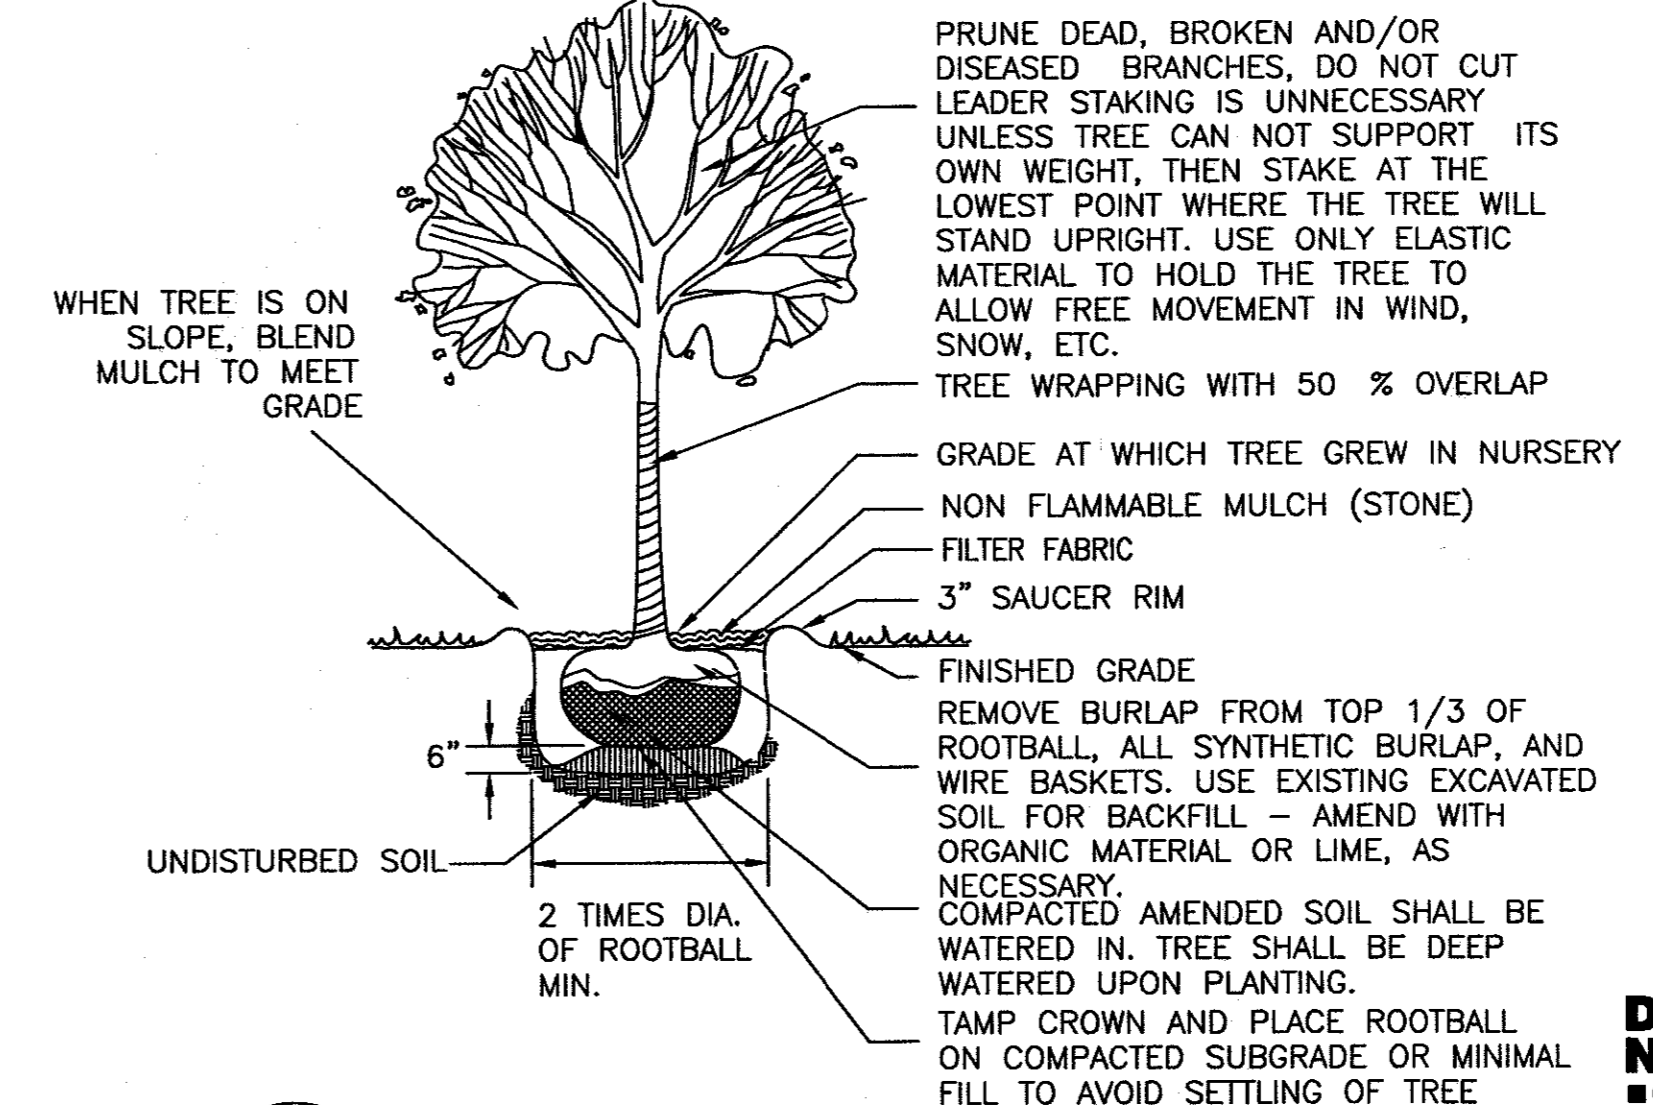 PRUNE DEAD, BROKEN AND/OR
DISEASED BRANCHES, DO NOT CUT
LEADER STAKING IS UNNECESSARY
UNLESS TREE CAN NOT SUPPORT ITS
OWN WEIGHT, THEN STAKE AT THE
LOWEST POINT WHERE THE TREE WILL
STAND UPRIGHT. USE ONLY ELASTIC
MATERIAL TO HOLD THE TREE TO
ALLOW FREE MOVEMENT IN WIND,
SNOW, ETC.
WHEN TREE IS ON
SLOPE, BLEND
MULCH TO MEET
GRADE
TREE WRAPPING WITH 50 % OVERLAP
GRADE AT WHICH TREE GREW IN NURSERY
NON FLAMMABLE MULCH (STONE)
FILTER FABRIC
3" SAUCER RIM
FINISHED GRADE
REMOVE BURLAP FROM TOP 1/3 OF
ROOTBALL, ALL SYNTHETIC BURLAP, AND
WIRE BASKETS. USE EXISTING EXCAVATED
SOIL FOR BACKFILL – AMEND WITH
ORGANIC MATERIAL OR LIME, AS
NECESSARY.
6"
UNDISTURBED SOIL
2 TIMES DIA.
OF ROOTBALL
MIN.
COMPACTED AMENDED SOIL SHALL BE
WATERED IN. TREE SHALL BE DEEP
WATERED UPON PLANTING.
TAMP CROWN AND PLACE ROOTBALL
ON COMPACTED SUBGRADE OR MINIMAL
FILL TO AVOID SETTLING OF TREE
D
N